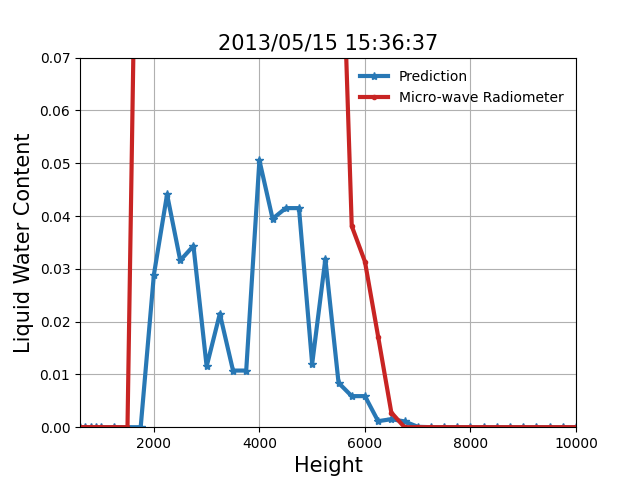 2013/05/15 15:36:37
0.07
0.06
0.05
0.04
0.03
0.02
0.01
0.00
Liquid Water Content
Prediction
Micro-wave Radiometer
2000 4000 6000 8000 10000
Height